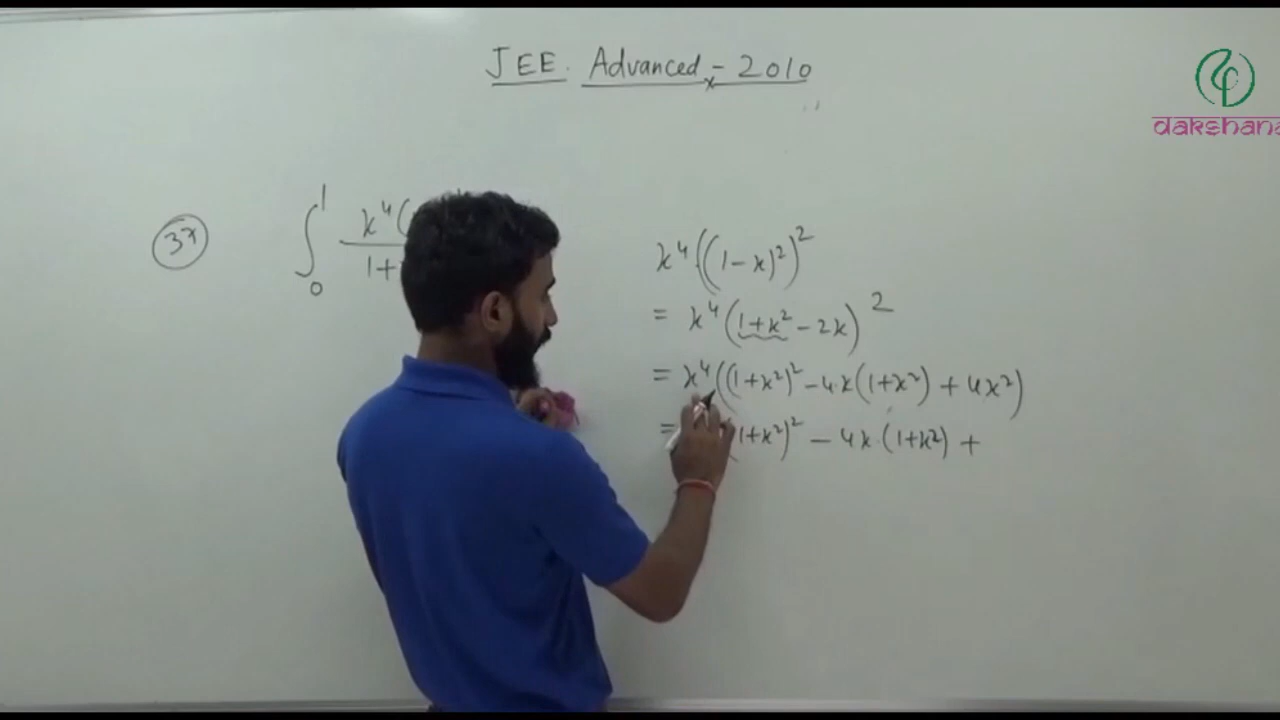 JEE. Advanced - 2010
dakshana
37
∫₀¹ x⁴( / 1+
x⁴((1-x)²)²
= x⁴(1+x²-2x)²
= x⁴((1+x²)²-4x(1+x²)+4x²)
= (1+x²)² - 4x.(1+x²) +